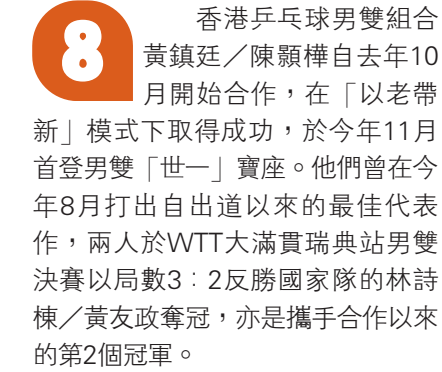 8
香港乒乓球男雙組合
黃鎮廷／陳顥樺自去年10
月開始合作，在「以老帶
新」模式下取得成功，於今年11月
首登男雙「世一」寶座。他們曾在今
年8月打出自出道以來的最佳代表
作，兩人於WTT大滿貫瑞典站男雙
決賽以局數3：2反勝國家隊的林詩
棟／黃友政奪冠，亦是攜手合作以來
的第2個冠軍。